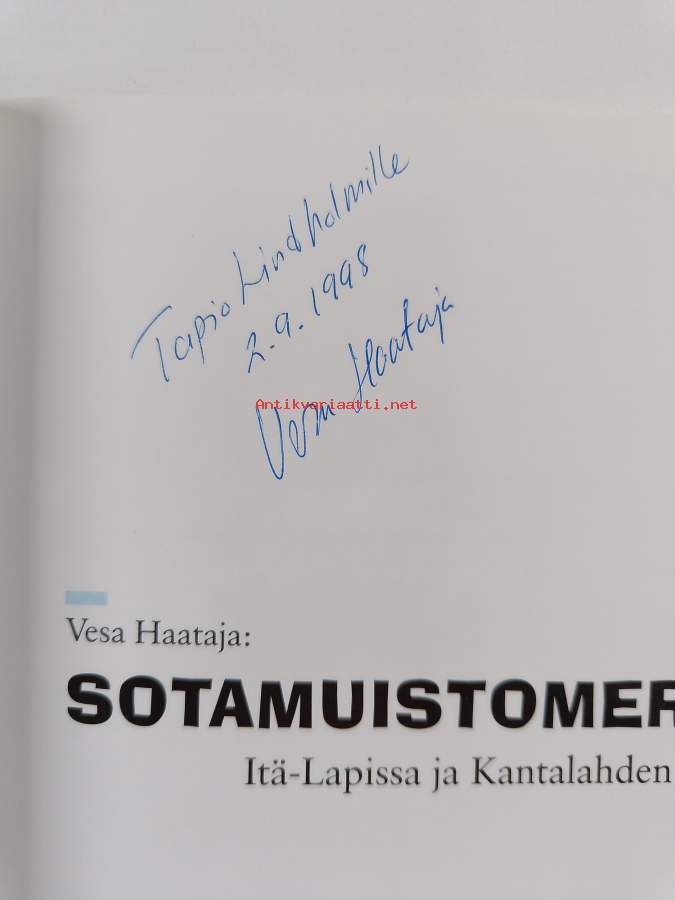 Tapio Lindholmille
2.9.1998
Vesa Haataja
Antikvariaatti.net
Vesa Haataja:
SOTAMUISTOMER
Itä-Lapissa ja Kantalahden